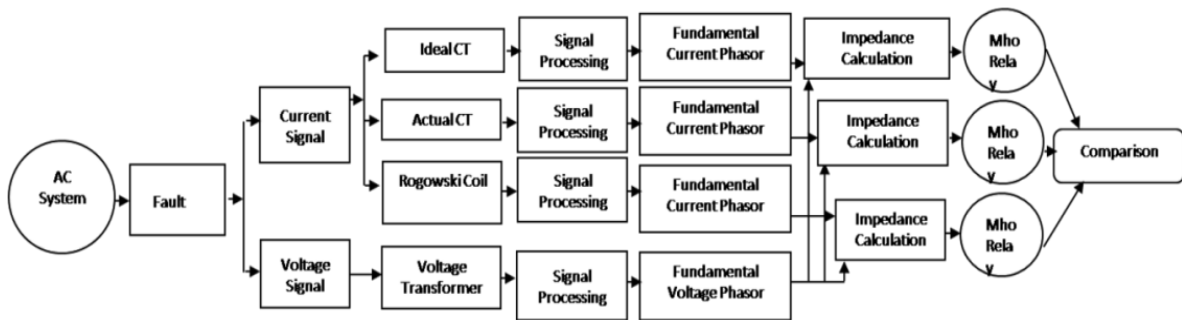 AC
System
Fault
Current
Signal
Voltage
Signal
Ideal CT
Actual CT
Rogowski Coil
Voltage
Transformer
Signal
Processing
Signal
Processing
Signal
Processing
Signal
Processing
Fundamental
Current Phasor
Fundamental
Current Phasor
Fundamental
Current Phasor
Fundamental
Voltage Phasor
Impedance
Calculation
Impedance
Calculation
Impedance
Calculation
Mho
Rela
y
Mho
Rela
y
Mho
Rela
y
Comparison